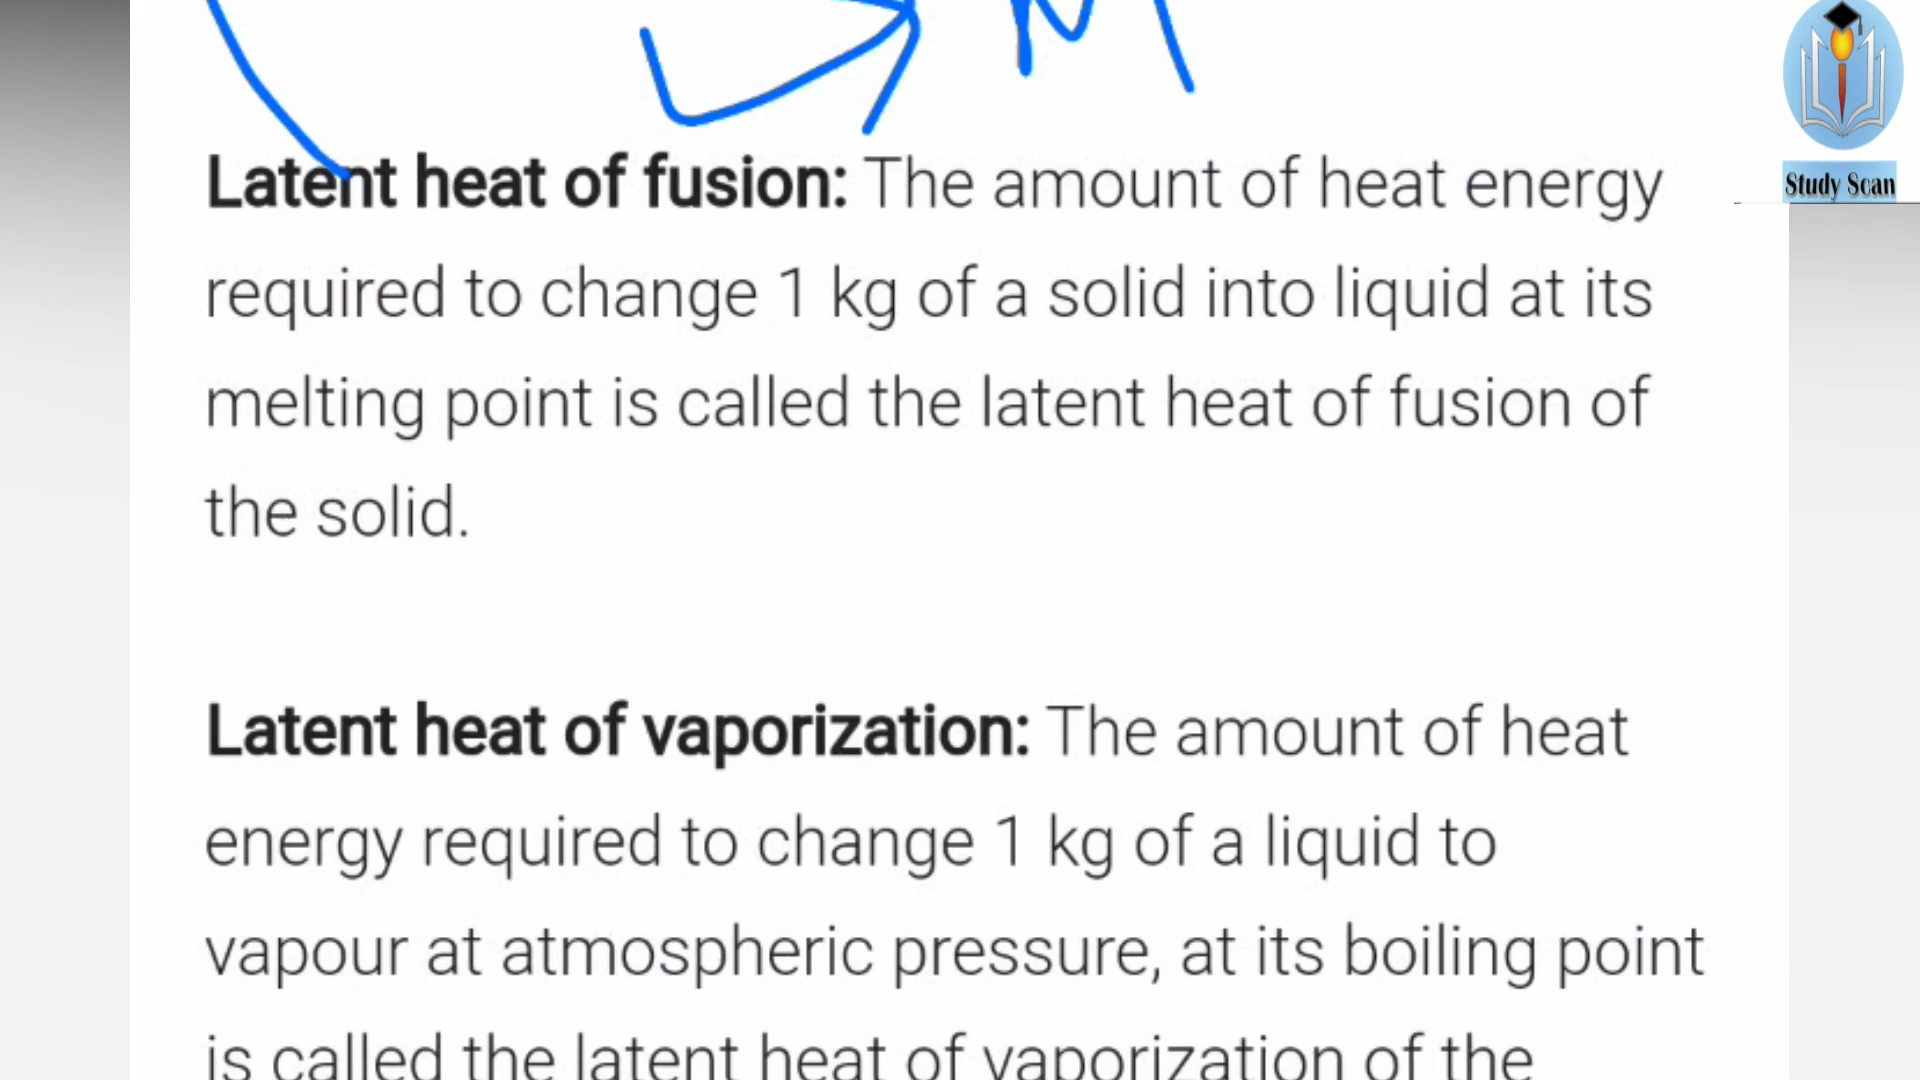 Study Scan
Latent heat of fusion: The amount of heat energy
required to change 1 kg of a solid into liquid at its
melting point is called the latent heat of fusion of
the solid.
Latent heat of vaporization: The amount of heat
energy required to change 1 kg of a liquid to
vapour at atmospheric pressure, at its boiling point
is called the latent heat of vaporization of the